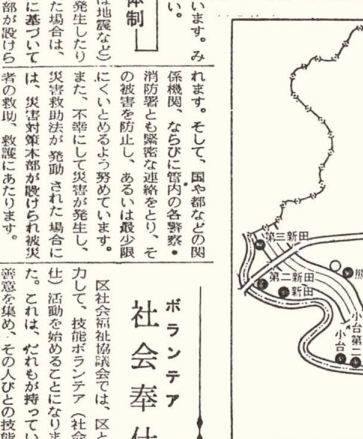 います。み
い。
体制
は地震など）
発生したり
た場合は、
に基づいて
部が設けら
れます。そして、国や都などの関
係機関、ならびに管内の各警察・
消防署とも緊密な連絡をとり、そ
の被害を防止し、あるいは最少限
にくいとめるよう努めています。
また、不幸にして災害が発生し、
災害救助法が発動された場合に
は、災害対策本部が設けられ被災
者の救助、救護にあたります。
第三新田
第二新田
新田
小台
小台第二
ボランテア
社会奉仕
区社会福祉協議会では、区と
力して、技能ボランテア（社会
仕）活動を始めることになりま
た。これは、だれもが持ってい
善意を集め、その人びとの技能